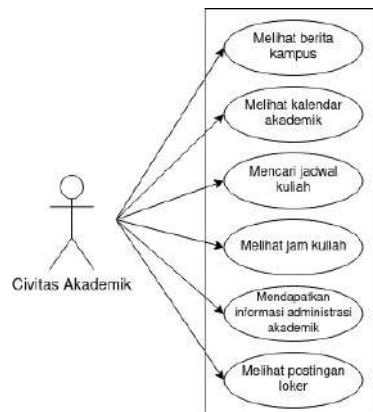 Melihat berita
kampus
Melihat kalendar
akademik
Mencari jadwal
kuliah
Melihat jam kuliah
Civitas Akademik
Mendapatkan
informasi administrasi
akademik
Melihat postingan
loker